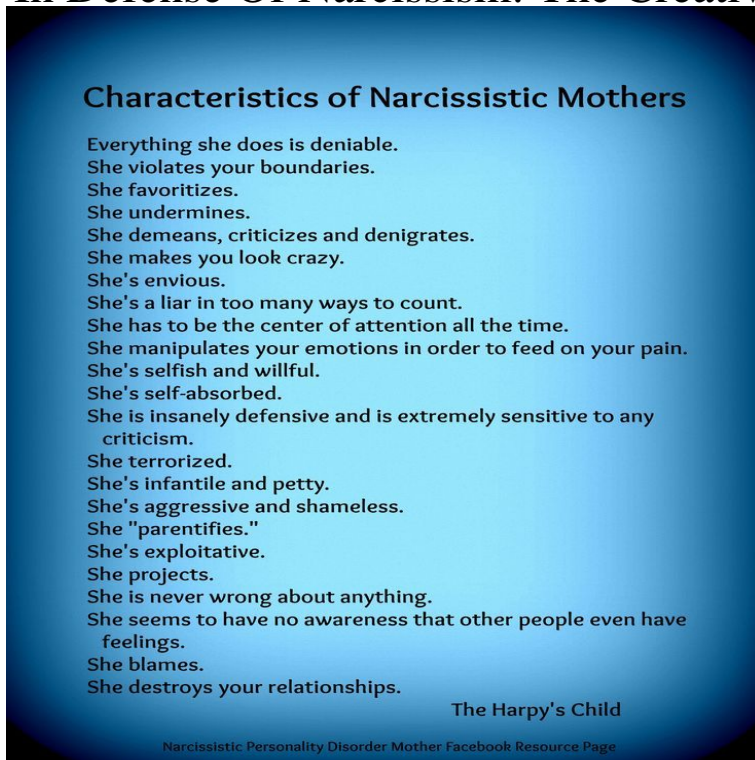 In Defense Of Narcissism: The Creativ
Characteristics of Narcissistic Mothers
Everything she does is deniable.
She violates your boundaries.
She favoritizes.
She undermines.
She demeans, criticizes and denigrates.
She makes you look crazy.
She's envious.
She's a liar in too many ways to count.
She has to be the center of attention all the time.
She manipulates your emotions in order to feed on your pain.
She's selfish and willful.
She's self-absorbed.
She is insanely defensive and is extremely sensitive to any
criticism.
She terrorized.
She's infantile and petty.
She's aggressive and shameless.
She "parentifies."
She's exploitative.
She projects.
She is never wrong about anything.
She seems to have no awareness that other people even have
feelings.
She blames.
She destroys your relationships.
The Harpy's Child
Narcissistic Personality Disorder Mother Facebook Resource Page